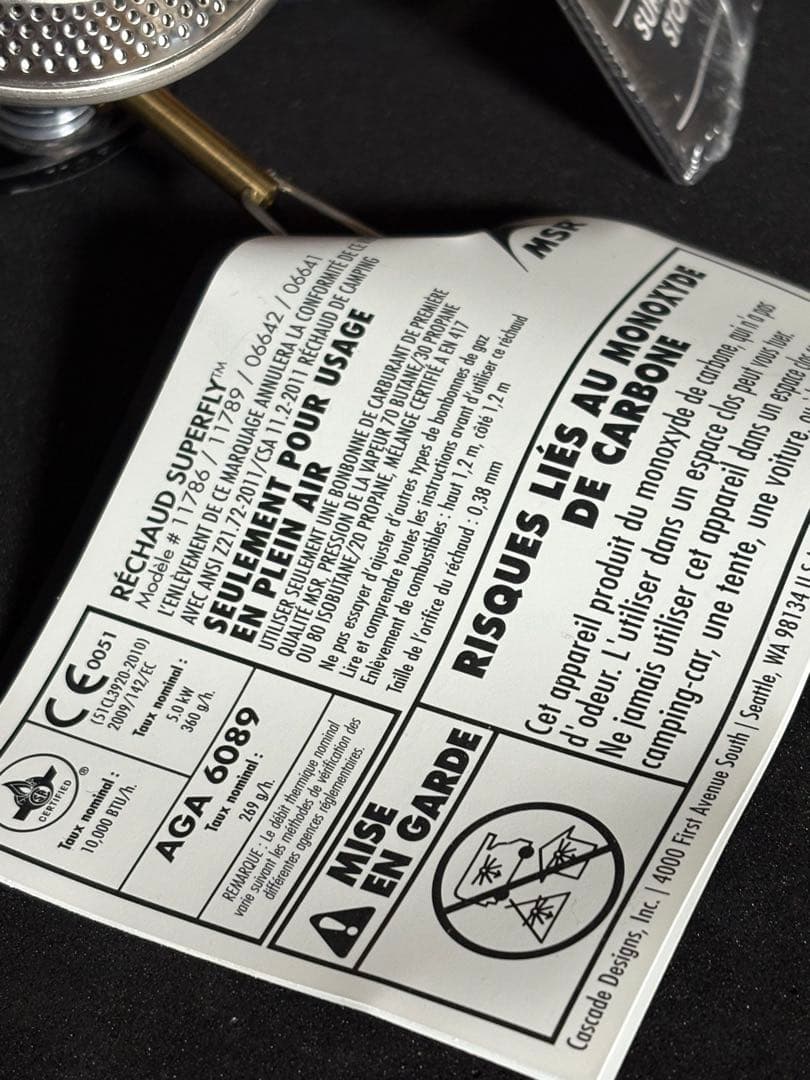 SUR
STO
MSR
RÉCHAUD SUPERFLY™
Modèle # 11786 / 11789 / 06642 / 06641
L'ENLÈVEMENT DE CE MARQUAGE ANNULERA LA CONFORMITÉ DE CE
AVEC ANSI Z21.72-2011/CSA 11.2-2011 RÉCHAUD DE CAMPING
SEULEMENT POUR USAGE
EN PLEIN AIR
UTILISER SEULEMENT UNE BONBONNE DE CARBURANT DE PREMIÈRE
QUALITÉ MSR, PRESSION DE LA VAPEUR 70 BUTANE/30 PROPANE
OU 80 ISOBUTANE/20 PROPANE, MÉLANGE CERTIFIÉ À EN 417
Ne pas essayer d'ajuster d'autres types de bonbonnes de gaz
Lire et comprendre toutes les instructions avant d'utiliser ce réchaud
Enlèvement de combustibles : haut 1,2 m, côté 1,2 m
Taille de l'orifice du réchaud : 0,38 mm
CERTIFIED ®
Taux nominal :
10,000 BTU/h.
CE 0051
(51CL3920-2010)
2009/142/EC
Taux nominal :
5.0 kW
360 g/h.
AGA 6089
Taux nominal :
269 g/h.
REMARQUE : Le débit thermique nominal
varie suivant les méthodes de vérification des
différentes agences réglementaires.
MISE
EN GARDE
RISQUES LIÉS AU MONOXYDE
DE CARBONE
Cet appareil produit du monoxyde de carbone, qui n'a pas
d'odeur. L'utiliser dans un espace clos peut vous tuer.
Ne jamais utiliser cet appareil dans un espace
camping-car, une tente, une voiture
Cascade Designs, Inc. | 4000 First Avenue South | Seattle, WA 98134 U.S.